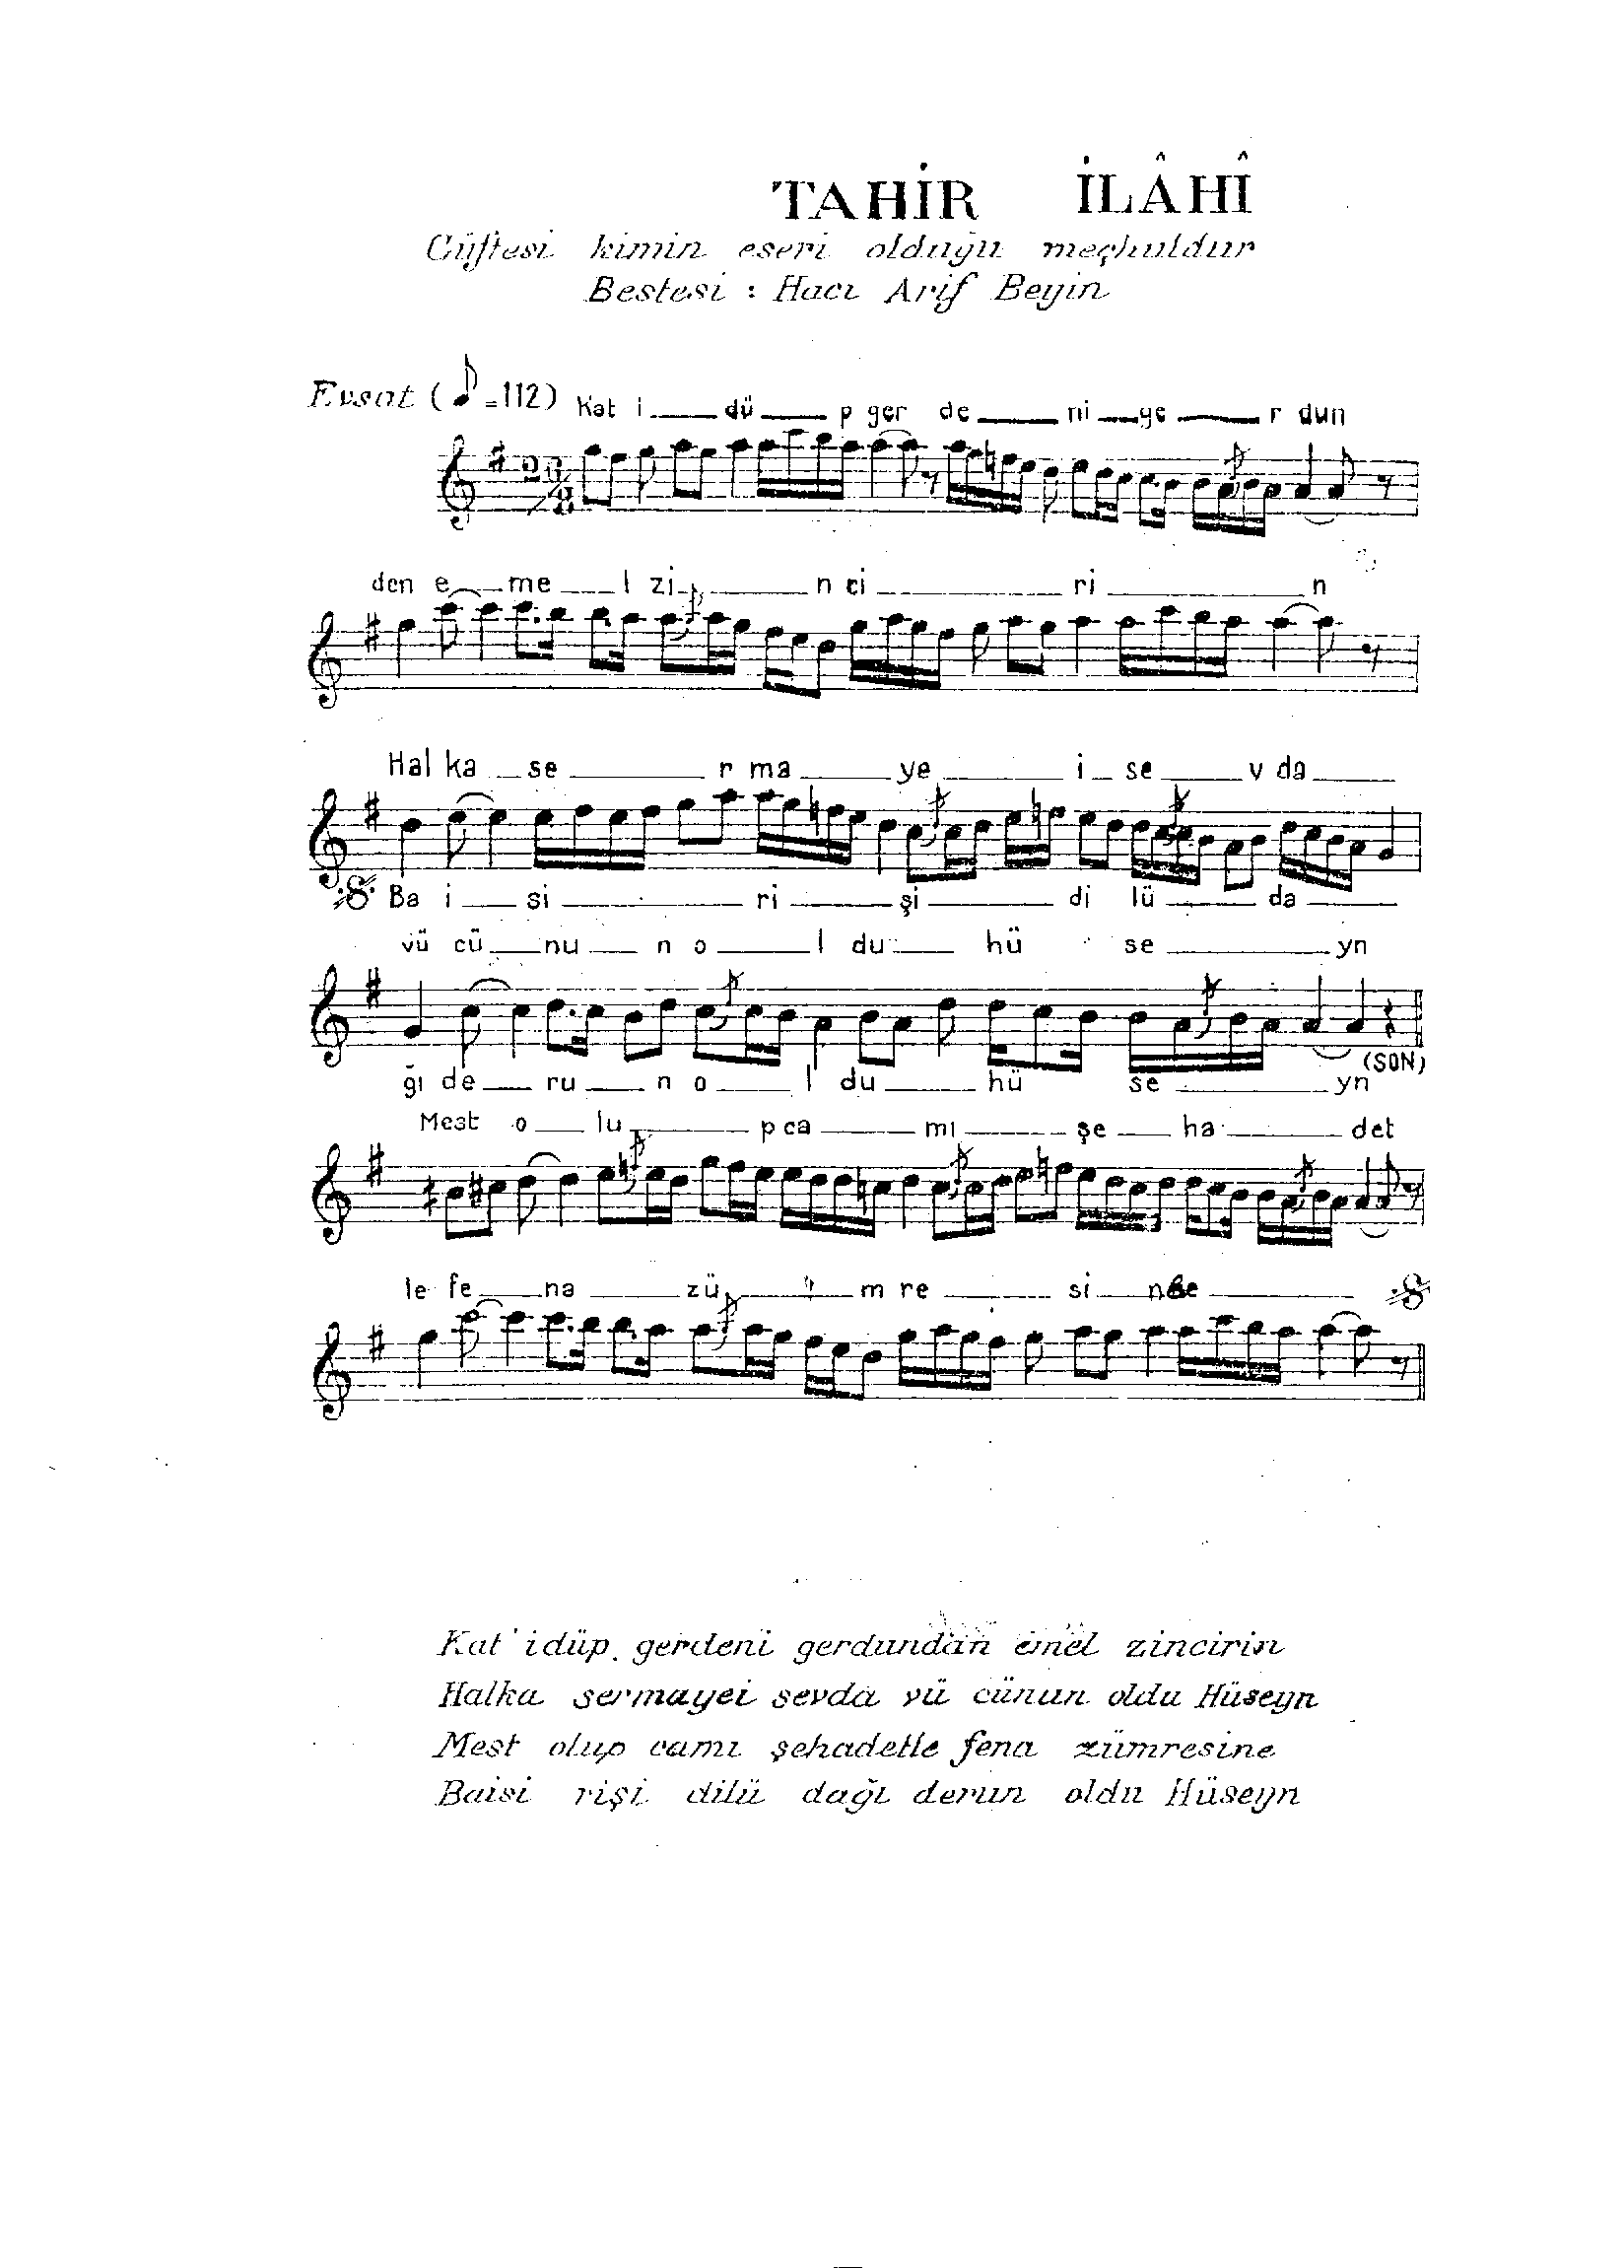 TAHİR İLÂHÎ
Güftesi kimin eseri olduğu meçhuldur
Bestesi : Hacı Arif Beyin
Evsat ( ♪ = 112 ) Kat i dü p ger de ni ge r dun
den e me l zi n ci ri n
Hal ka se r ma ye i se v da
Ba i si ri şi di lü da
vü cü nu n o l du hü se yn
(SON)
ğı de ru n o l du hü se yn
Mest o lu p ca mı şe ha det
le fe na zü m re si ne
Kat' idüp gerdeni gerdundan emel zincirin
Halka sermayei sevda vü cünun oldu Hüseyn
Mest olup camı şehadetle fena zümresine
Baisi rişi dilü dağı derun oldu Hüseyn